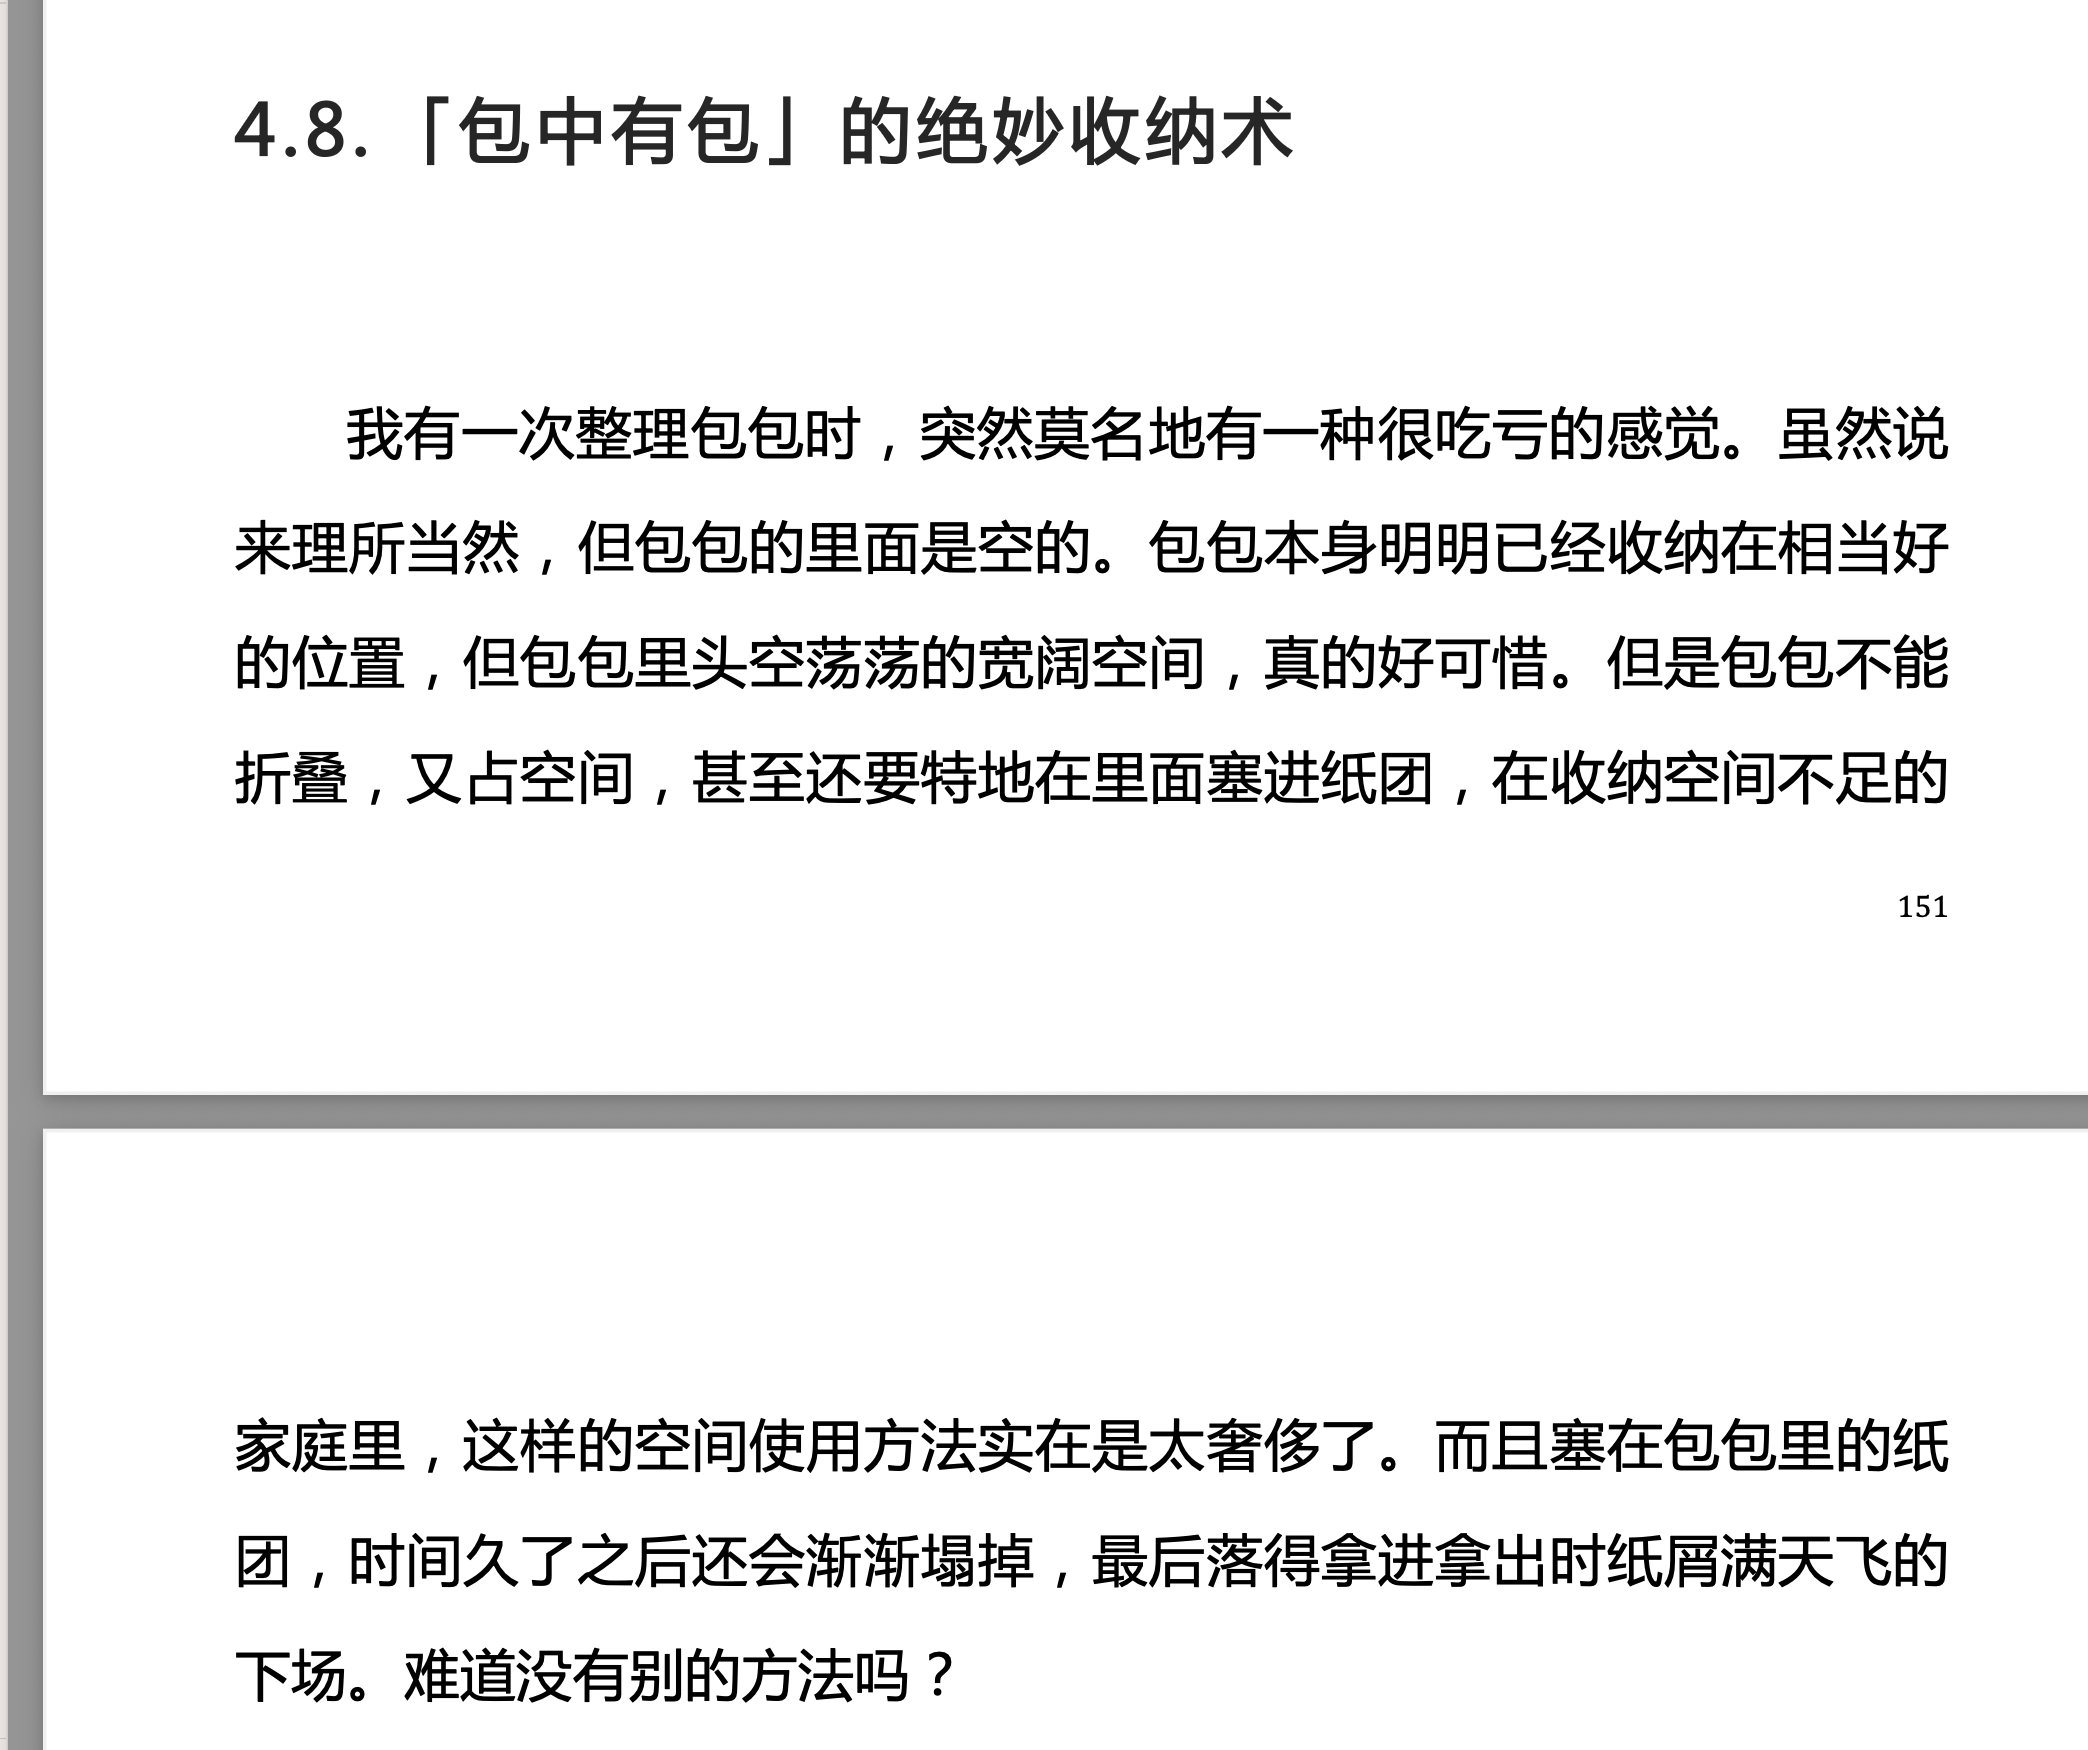 4.8.「包中有包」的绝妙收纳术
我有一次整理包包时，突然莫名地有一种很吃亏的感觉。虽然说
来理所当然，但包包的里面是空的。包包本身明明已经收纳在相当好
的位置，但包包里头空荡荡的宽阔空间，真的好可惜。但是包包不能
折叠，又占空间，甚至还要特地在里面塞进纸团，在收纳空间不足的
151
家庭里，这样的空间使用方法实在是太奢侈了。而且塞在包包里的纸
团，时间久了之后还会渐渐塌掉，最后落得拿进拿出时纸屑满天飞的
下场。难道没有别的方法吗？